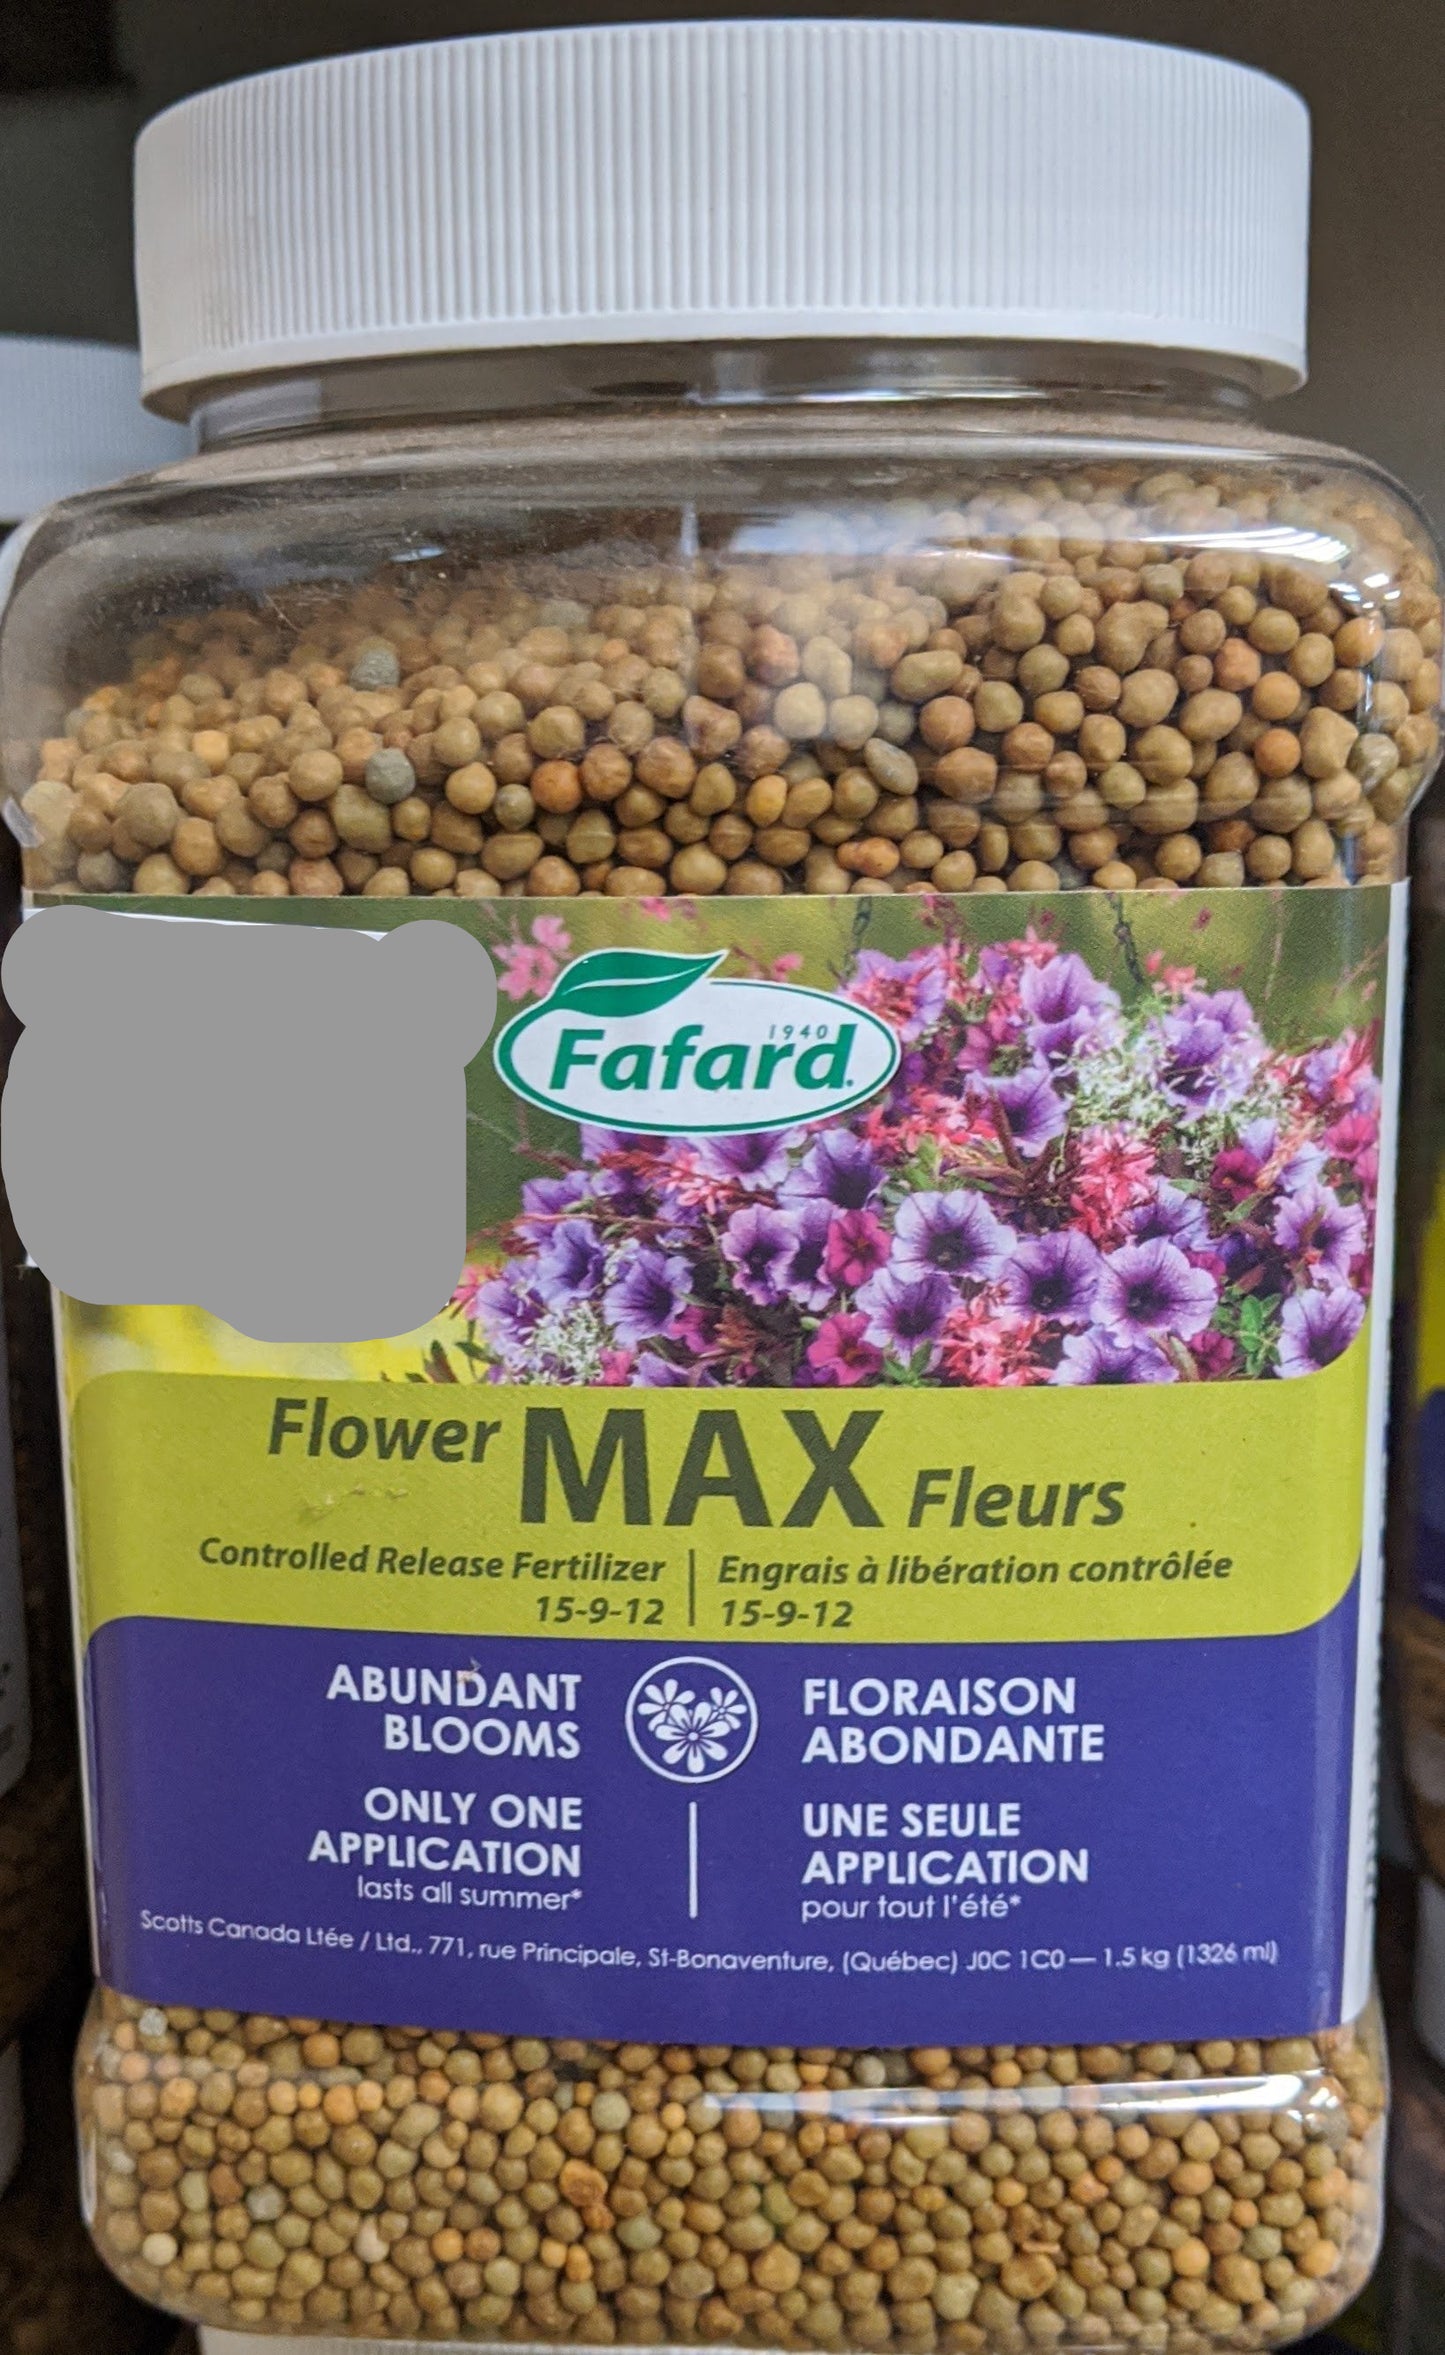 1940
Fafard
Flower MAX Fleurs
Controlled Release Fertilizer
15-9-12
Engrais à libération contrôlée
15-9-12
ABUNDANT
BLOOMS
FLORAISON
ABONDANTE
ONLY ONE
APPLICATION
lasts all summer*
UNE SEULE
APPLICATION
pour tout l'été*
Scotts Canada Ltée / Ltd., 771, rue Principale, St-Bonaventure, (Québec) J0C 1C0 — 1.5 kg (1326 ml)